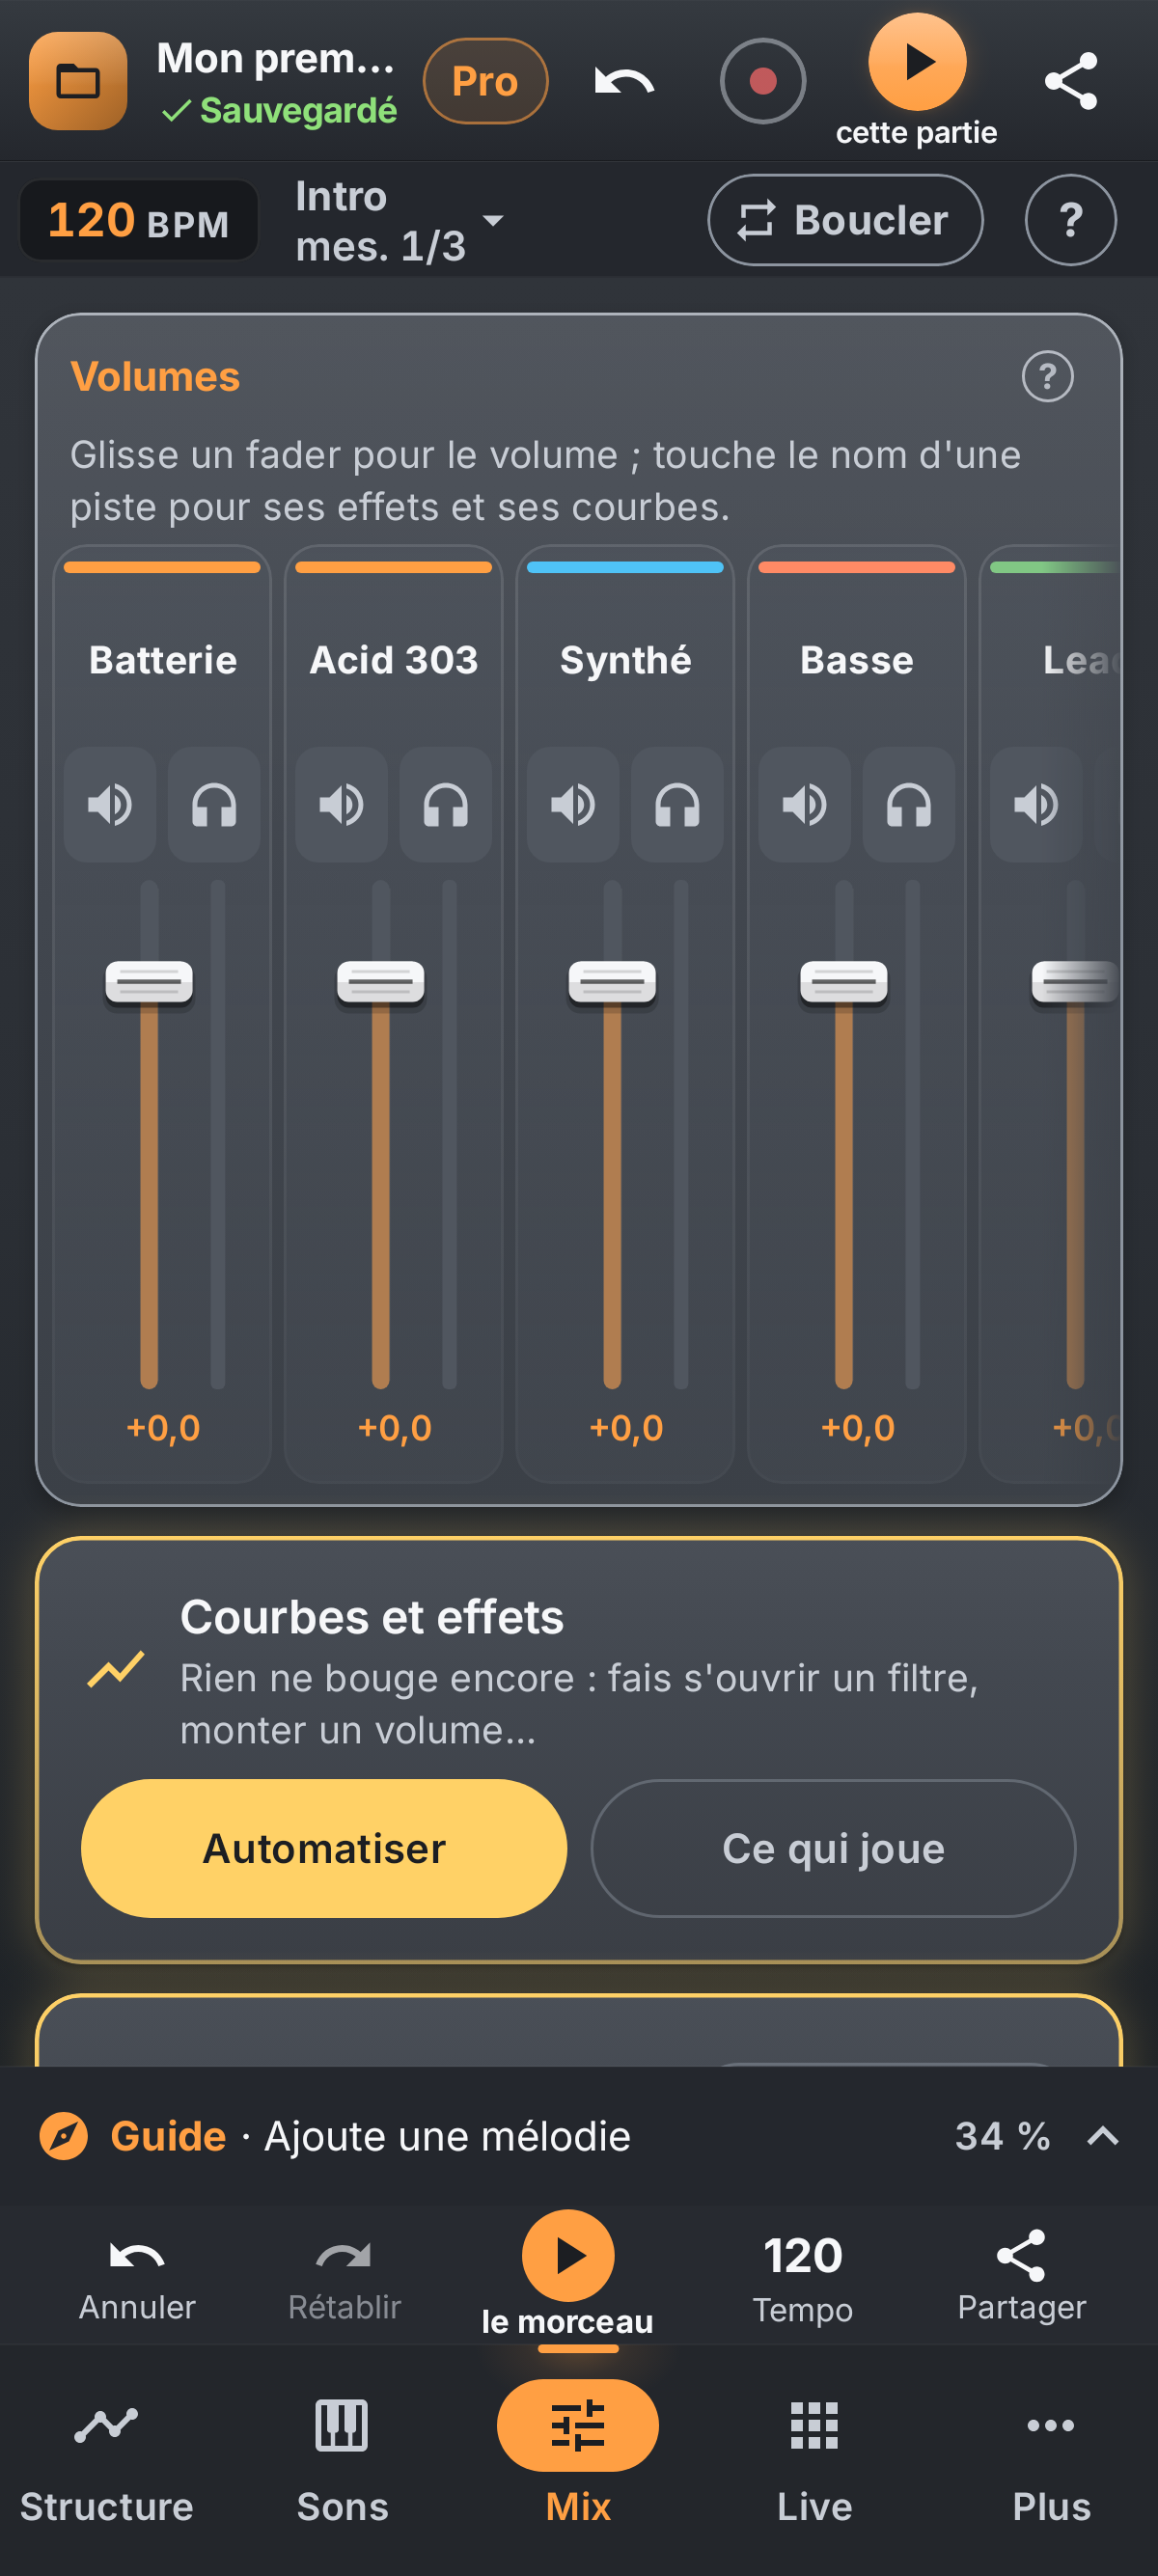 Mon prem...
Sauvegardé
Pro
cette partie
120 BPM
Intro
mes. 1/3
Boucler
?
Volumes
?
Glisse un fader pour le volume ; touche le nom d'une
piste pour ses effets et ses courbes.
Batterie
Acid 303
Synthé
Basse
+0,0
+0,0
+0,0
+0,0
Courbes et effets
Rien ne bouge encore : fais s'ouvrir un filtre,
monter un volume...
Automatiser
Ce qui joue
Guide · Ajoute une mélodie
34 %
Annuler
Rétablir
le morceau
120
Tempo
Partager
Structure
Sons
Mix
Live
Plus